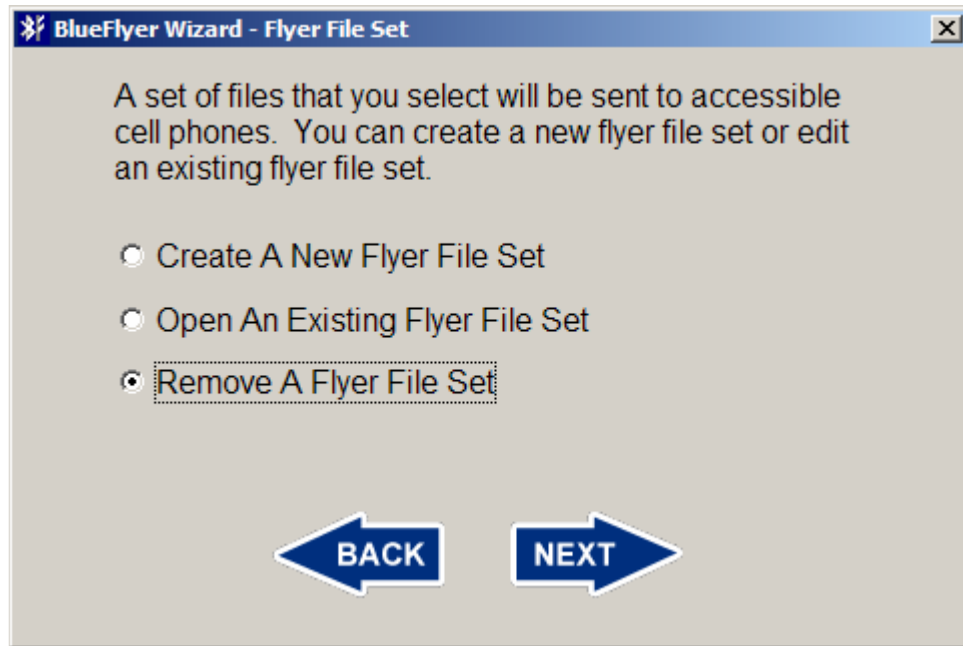 BlueFlyer Wizard - Flyer File Set
A set of files that you select will be sent to accessible
cell phones.  You can create a new flyer file set or edit
an existing flyer file set.
Create A New Flyer File Set
Open An Existing Flyer File Set
Remove A Flyer File Set
BACK
NEXT